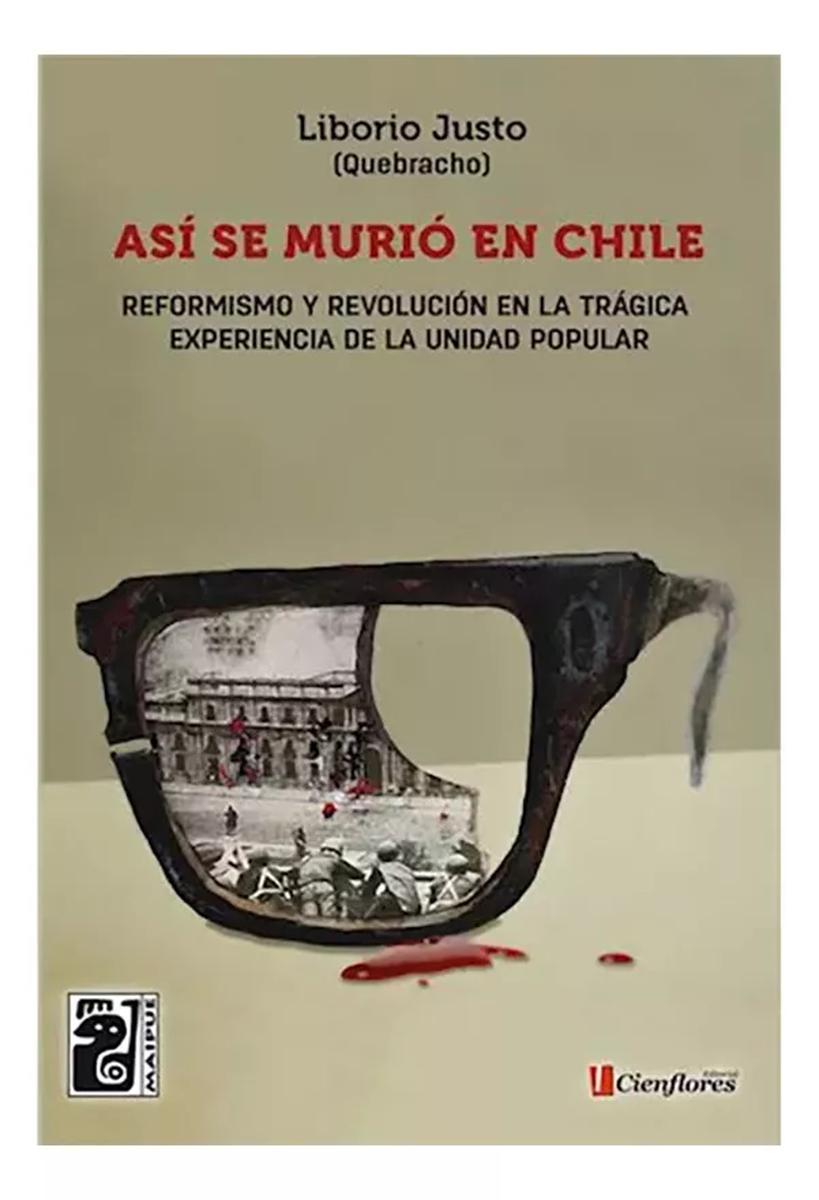 Liborio Justo
(Quebracho)
ASÍ SE MURIÓ EN CHILE
REFORMISMO Y REVOLUCIÓN EN LA TRÁGICA
EXPERIENCIA DE LA UNIDAD POPULAR
MAIPUE
Editorial
Cienflores